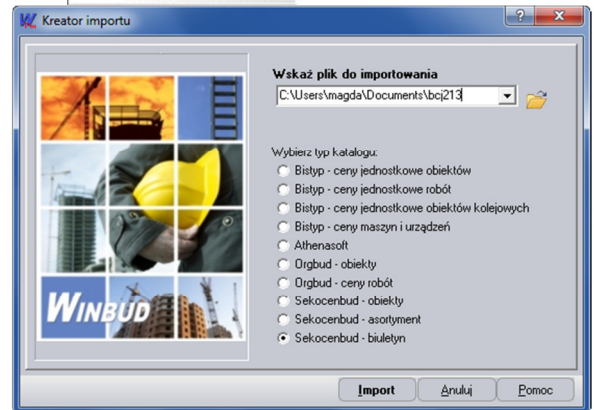 Kreator importu
Wskaż plik do importowania
C:\Users\magda\Documents\bcj213
Wybierz typ katalogu:
Bistyp - ceny jednostkowe obiektów
Bistyp - ceny jednostkowe robót
Bistyp - ceny jednostkowe obiektów kolejowych
Bistyp - ceny maszyn i urządzeń
Athenasoft
Orgbud - obiekty
Orgbud - ceny robót
Sekocenbud - obiekty
Sekocenbud - asortyment
Sekocenbud - biuletyn
WINBUD
Import Anuluj Pomoc